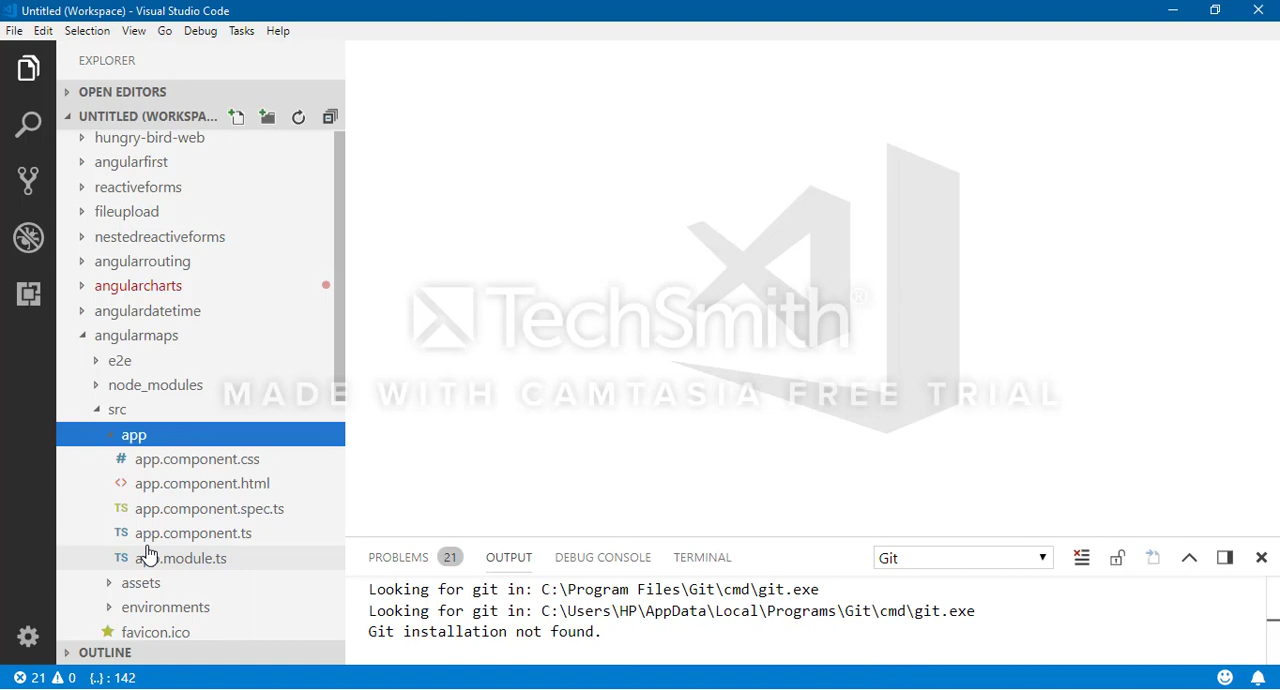 Untitled (Workspace) - Visual Studio Code
File Edit Selection View Go Debug Tasks Help
EXPLORER
OPEN EDITORS
UNTITLED (WORKSPA...
hungry-bird-web
angularfirst
reactiveforms
fileupload
nestedreactiveforms
angularrouting
angularcharts
angulardatetime
angularmaps
e2e
node_modules
src
app
# app.component.css
<> app.component.html
TS app.component.spec.ts
TS app.component.ts
TS app.module.ts
assets
environments
favicon.ico
OUTLINE
TechSmith®
MADE WITH CAMTASIA FREE TRIAL
PROBLEMS 21 OUTPUT DEBUG CONSOLE TERMINAL Git
Looking for git in: C:\Program Files\Git\cmd\git.exe
Looking for git in: C:\Users\HP\AppData\Local\Programs\Git\cmd\git.exe
Git installation not found.
21 0 {..} : 142